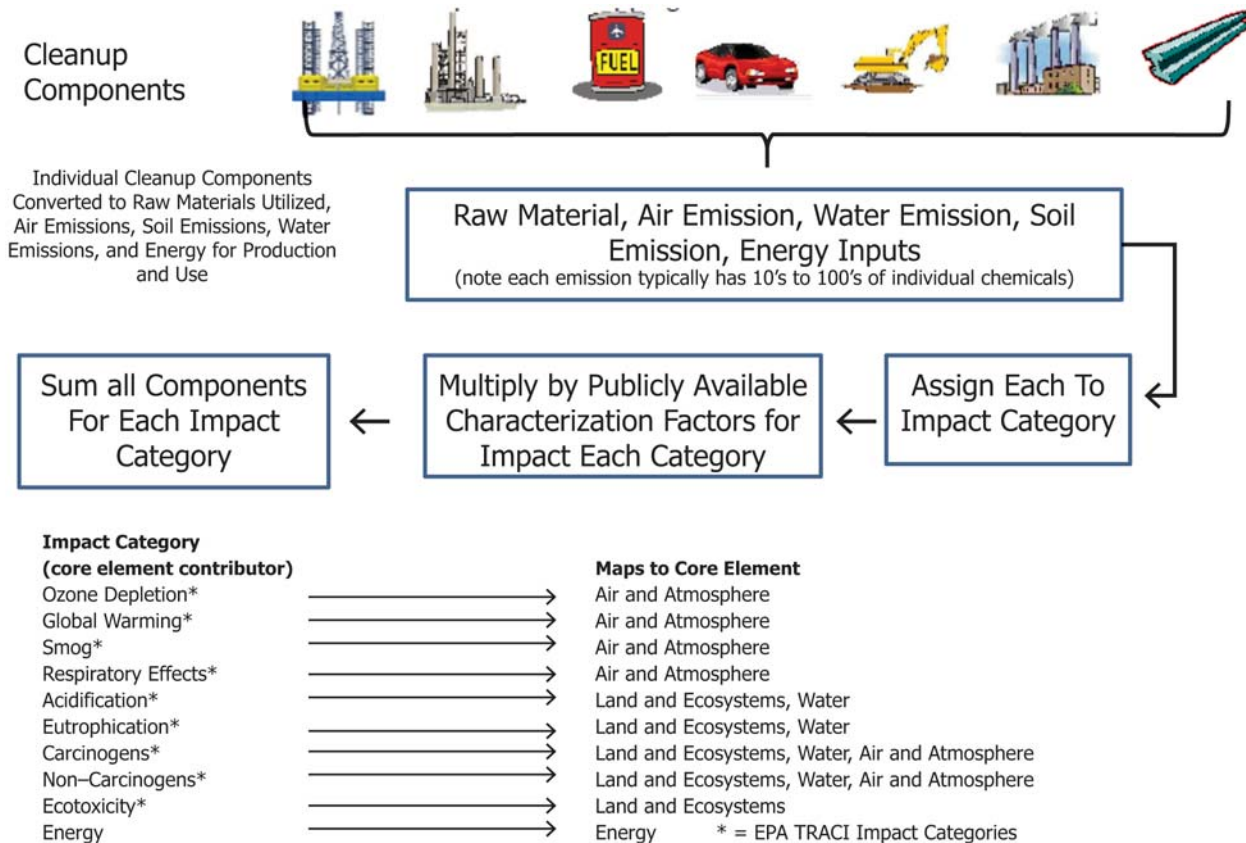 Cleanup
Components
FUEL
Individual Cleanup Components
Converted to Raw Materials Utilized,
Air Emissions, Soil Emissions, Water
Emissions, and Energy for Production
and Use
Raw Material, Air Emission, Water Emission, Soil
Emission, Energy Inputs
(note each emission typically has 10’s to 100’s of individual chemicals)
Sum all Components
For Each Impact
Category
Multiply by Publicly Available
Characterization Factors for
Impact Each Category
Assign Each To
Impact Category
Impact Category
(core element contributor) Maps to Core Element
Ozone Depletion* Air and Atmosphere
Global Warming* Air and Atmosphere
Smog* Air and Atmosphere
Respiratory Effects* Air and Atmosphere
Acidification* Land and Ecosystems, Water
Eutrophication* Land and Ecosystems, Water
Carcinogens* Land and Ecosystems, Water, Air and Atmosphere
Non–Carcinogens* Land and Ecosystems, Water, Air and Atmosphere
Ecotoxicity* Land and Ecosystems
Energy Energy * = EPA TRACI Impact Categories